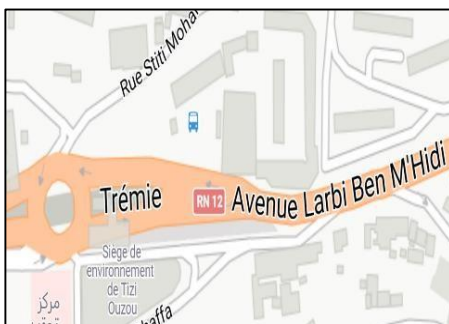 Rue Stiti Moha
Trémie
RN 12
Avenue Larbi Ben M'Hidi
Siège de
environnement
de Tizi
Ouzou
مركز
haffa